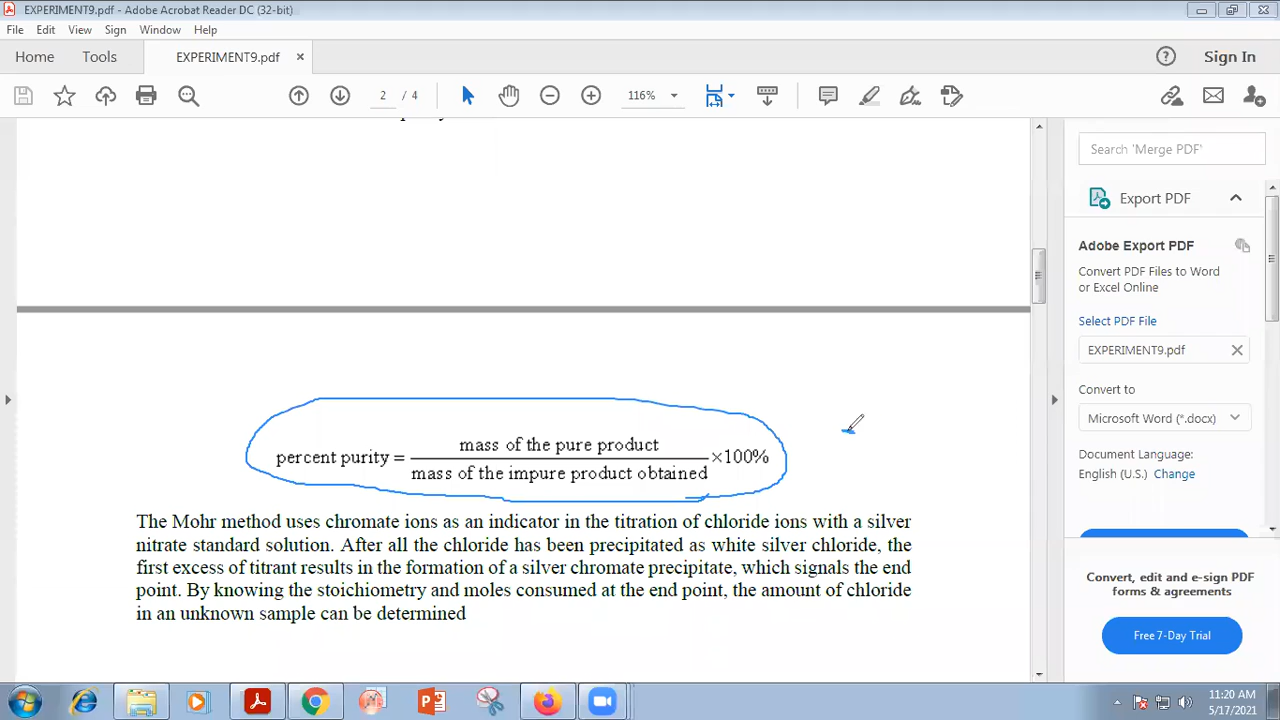 EXPERIMENT9.pdf - Adobe Acrobat Reader DC (32-bit)
File Edit View Sign Window Help
Home Tools EXPERIMENT9.pdf × Sign In
2 / 4 116%
Search 'Merge PDF'
Export PDF
Adobe Export PDF
Convert PDF Files to Word
or Excel Online
Select PDF File
EXPERIMENT9.pdf
Convert to
Microsoft Word (*.docx)
Document Language:
English (U.S.) Change
Convert, edit and e-sign PDF
forms & agreements
Free 7-Day Trial
mass of the pure product
percent purity = ×100%
mass of the impure product obtained
The Mohr method uses chromate ions as an indicator in the titration of chloride ions with a silver
nitrate standard solution. After all the chloride has been precipitated as white silver chloride, the
first excess of titrant results in the formation of a silver chromate precipitate, which signals the end
point. By knowing the stoichiometry and moles consumed at the end point, the amount of chloride
in an unknown sample can be determined
11:20 AM
5/17/2021